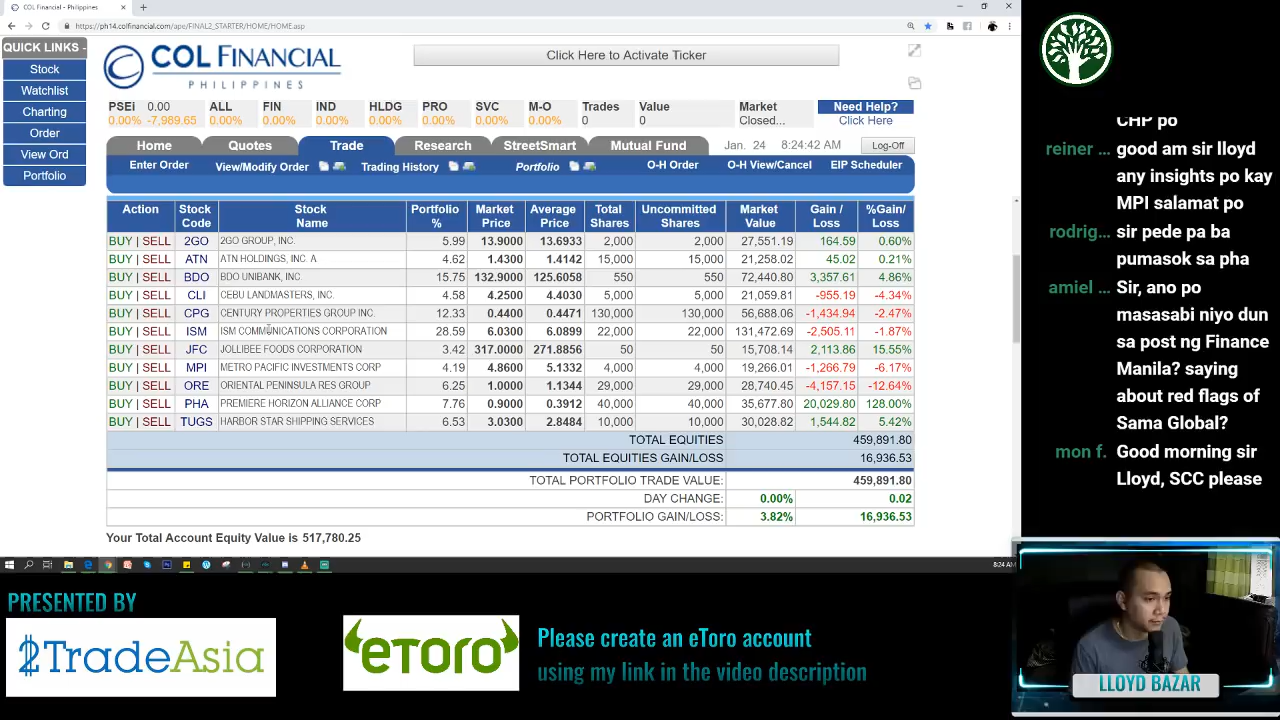 COL Financial - Philippines
https://ph14.colfinancial.com/ape/FINAL2_STARTER/HOME/HOME.asp
QUICK LINKS -
Stock
Watchlist
Charting
Order
View Ord
Portfolio
COL FINANCIAL
PHILIPPINES
Click Here to Activate Ticker
PSEi 0.00 ALL FIN IND HLDG PRO SVC M-O Trades Value Market Need Help?
0.00% -7,989.65 0.00% 0.00% 0.00% 0.00% 0.00% 0.00% 0.00% 0 0 Closed... Click Here
Home Quotes Trade Research StreetSmart Mutual Fund Jan. 24 8:24:42 AM Log-Off
Enter Order View/Modify Order Trading History Portfolio O-H Order O-H View/Cancel EIP Scheduler
Action Stock Code Stock Name Portfolio % Market Price Average Price Total Shares Uncommitted Shares Market Value Gain / Loss %Gain/ Loss
BUY | SELL 2GO 2GO GROUP, INC. 5.99 13.9000 13.6933 2,000 2,000 27,551.19 164.59 0.60%
BUY | SELL ATN ATN HOLDINGS, INC. A 4.62 1.4300 1.4142 15,000 15,000 21,258.02 45.02 0.21%
BUY | SELL BDO BDO UNIBANK, INC. 15.75 132.9000 125.6058 550 550 72,440.80 3,357.61 4.86%
BUY | SELL CLI CEBU LANDMASTERS, INC. 4.58 4.2500 4.4030 5,000 5,000 21,059.81 -955.19 -4.34%
BUY | SELL CPG CENTURY PROPERTIES GROUP INC. 12.33 0.4400 0.4471 130,000 130,000 56,688.06 -1,434.94 -2.47%
BUY | SELL ISM ISM COMMUNICATIONS CORPORATION 28.59 6.0300 6.0899 22,000 22,000 131,472.69 -2,505.11 -1.87%
BUY | SELL JFC JOLLIBEE FOODS CORPORATION 3.42 317.0000 271.8856 50 50 15,708.14 2,113.86 15.55%
BUY | SELL MPI METRO PACIFIC INVESTMENTS CORP 4.19 4.8600 5.1332 4,000 4,000 19,266.01 -1,266.79 -6.17%
BUY | SELL ORE ORIENTAL PENINSULA RES GROUP 6.25 1.0000 1.1344 29,000 29,000 28,740.45 -4,157.15 -12.64%
BUY | SELL PHA PREMIERE HORIZON ALLIANCE CORP 7.76 0.9000 0.3912 40,000 40,000 35,677.80 20,029.80 128.00%
BUY | SELL TUGS HARBOR STAR SHIPPING SERVICES 6.53 3.0300 2.8484 10,000 10,000 30,028.82 1,544.82 5.42%
TOTAL EQUITIES 459,891.80
TOTAL EQUITIES GAIN/LOSS 16,936.53
TOTAL PORTFOLIO TRADE VALUE: 459,891.80
DAY CHANGE: 0.00% 0.02
PORTFOLIO GAIN/LOSS: 3.82% 16,936.53
Your Total Account Equity Value is 517,780.25
8:24 AM
CHP po
reiner ... good am sir lloyd
any insights po kay
MPI salamat po
rodrig... sir pede pa ba
pumasok sa pha
amiel ... Sir, ano po
masasabi niyo dun
sa post ng Finance
Manila? saying
about red flags of
Sama Global?
mon f. Good morning sir
Lloyd, SCC please
PRESENTED BY
2TradeAsia
eToro
Please create an eToro account
using my link in the video description
LLOYD BAZAR